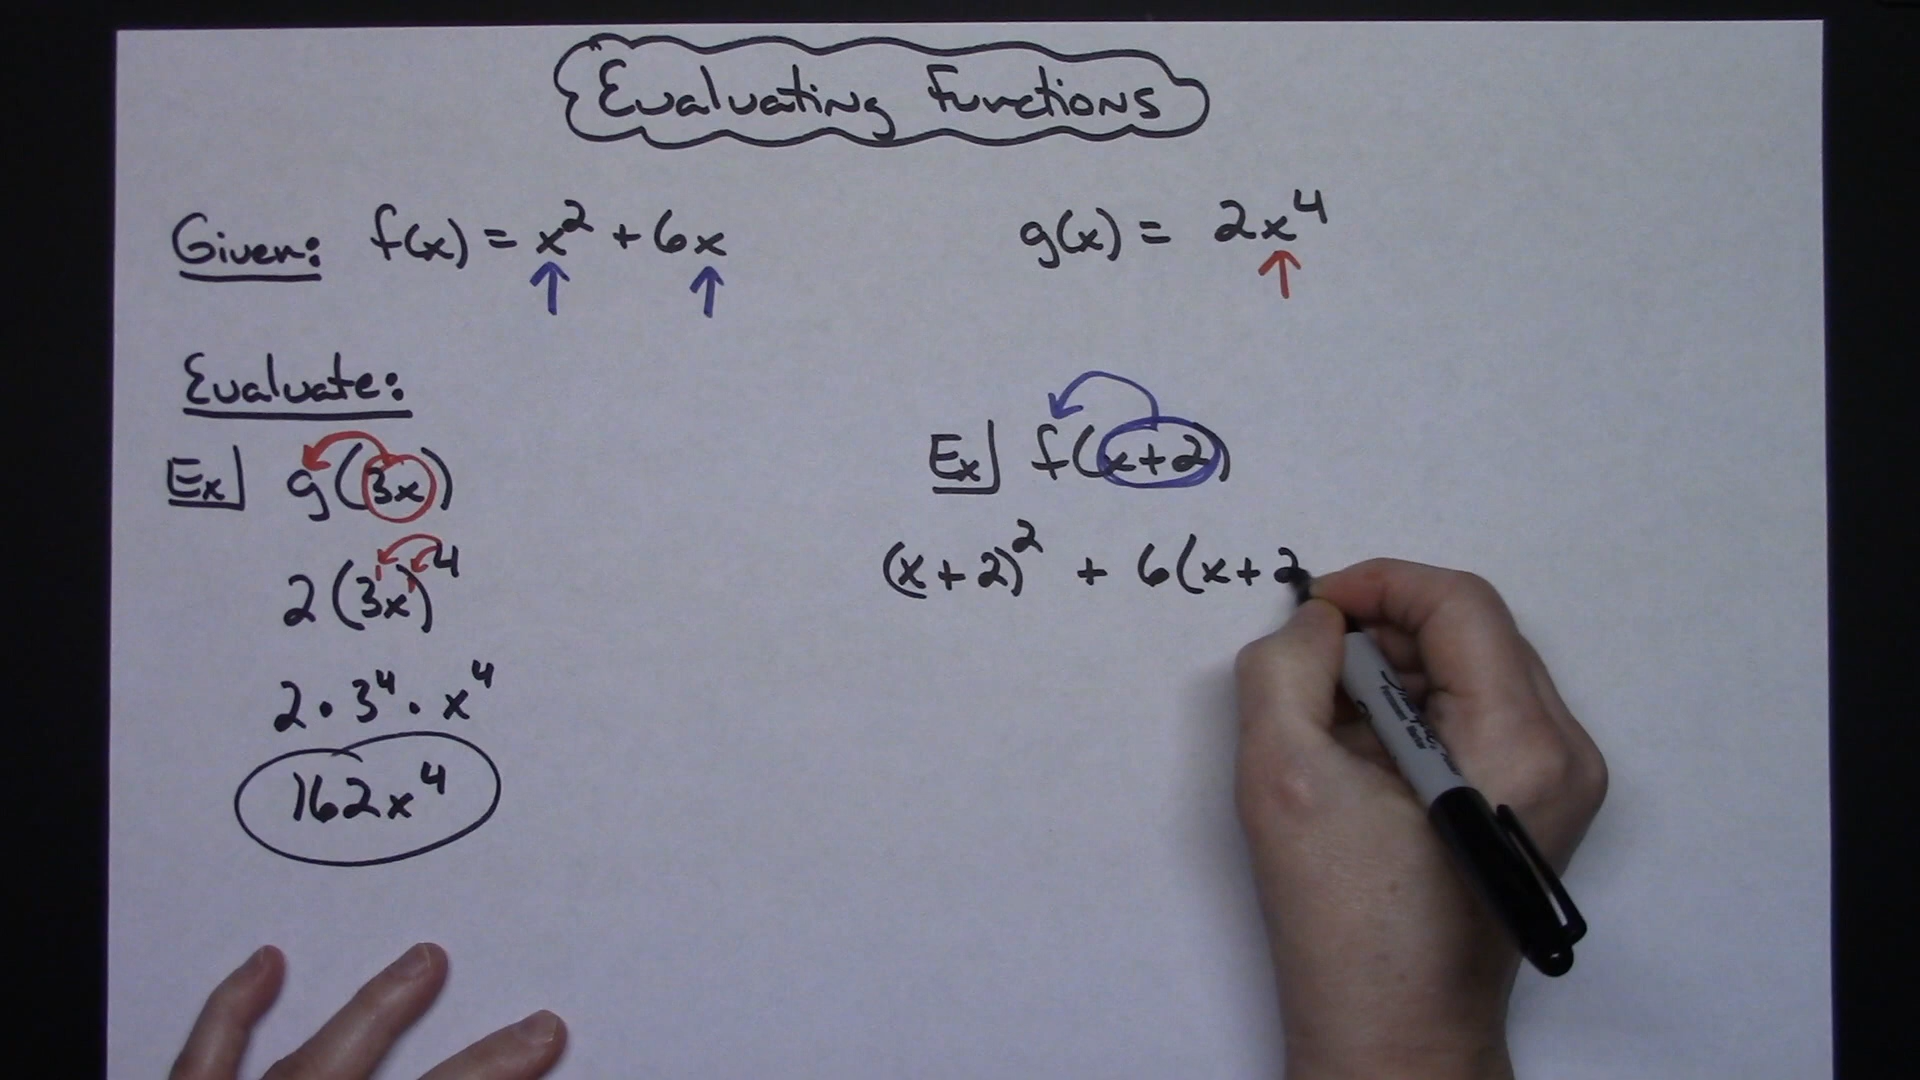 Evaluating Functions
Given: f(x) = x² + 6x
g(x) = 2x⁴
Evaluate:
Ex] g(3x)
2(3x)⁴
2 · 3⁴ · x⁴
162x⁴
Ex] f(x+2)
(x+2)² + 6(x+2